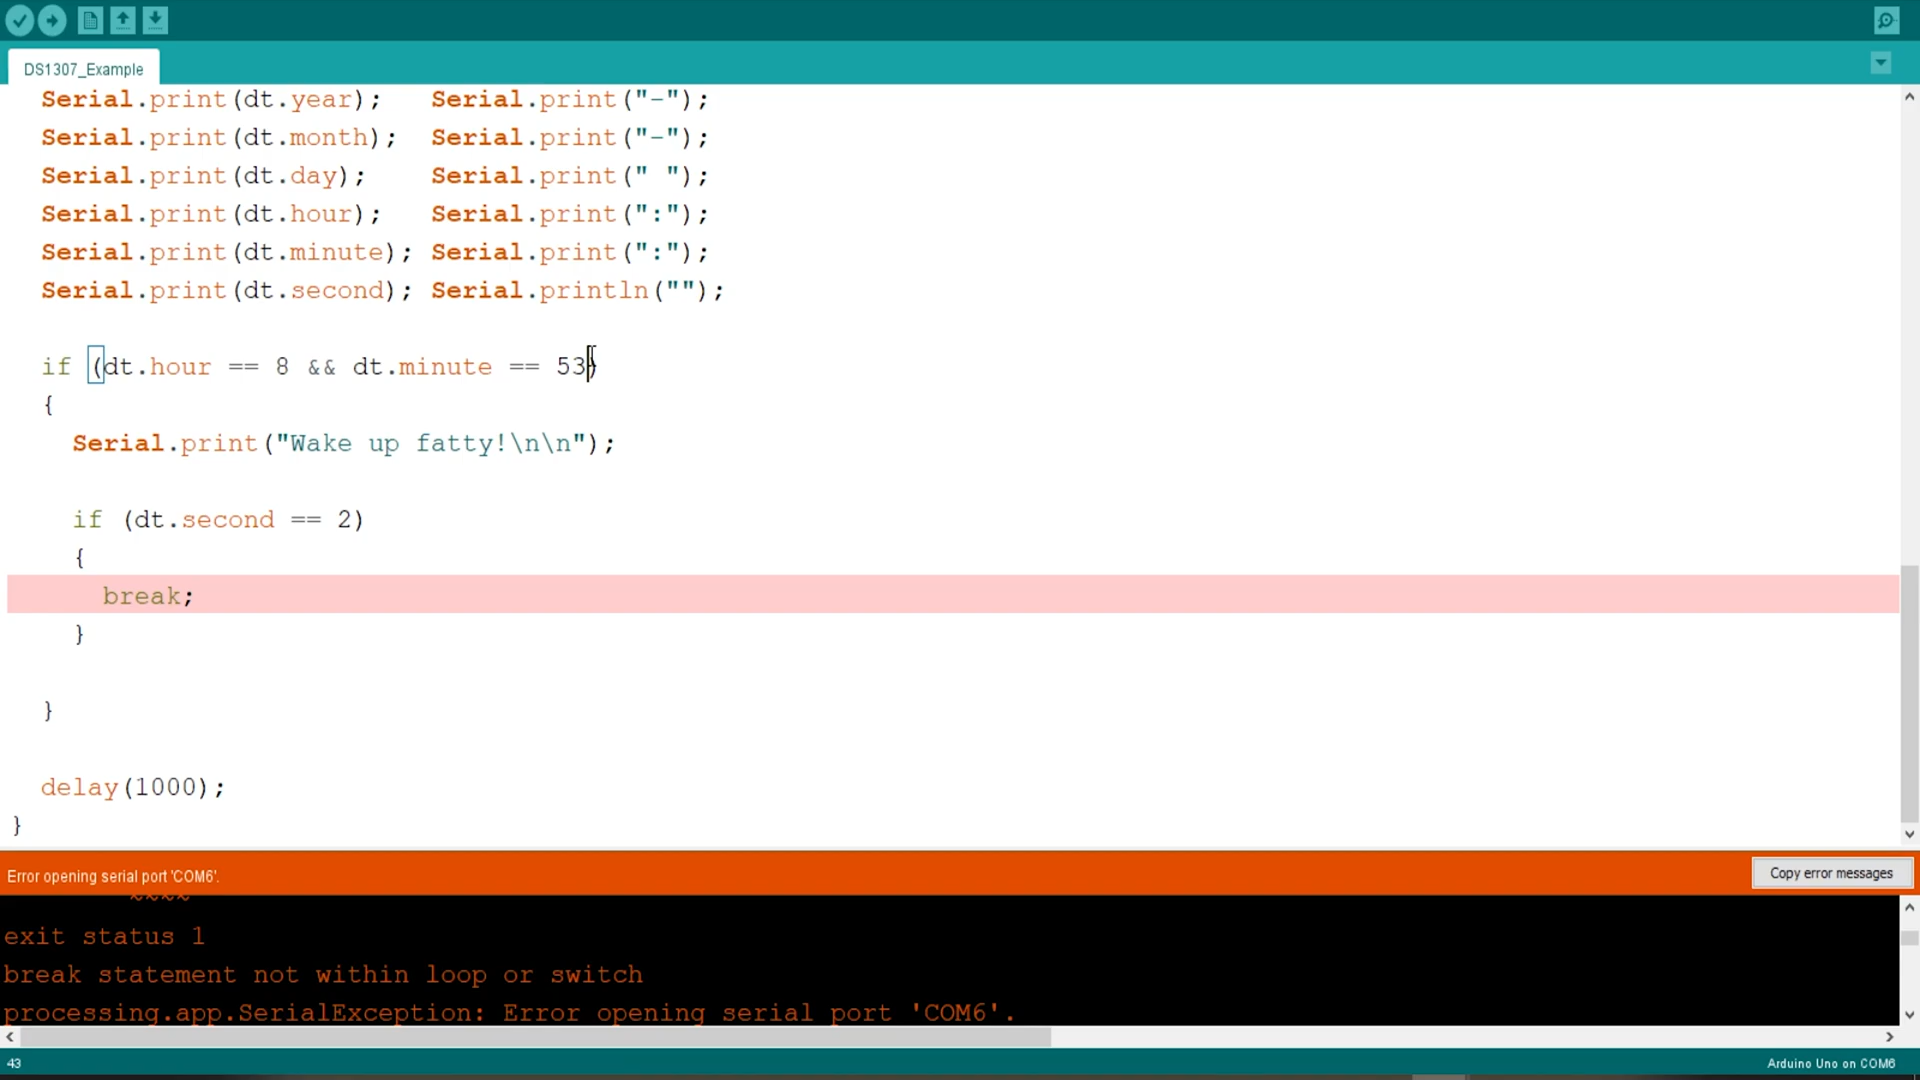 DS1307_Example
Serial.print(dt.year);   Serial.print("-");
Serial.print(dt.month);  Serial.print("-");
Serial.print(dt.day);    Serial.print(" ");
Serial.print(dt.hour);   Serial.print(":");
Serial.print(dt.minute); Serial.print(":");
Serial.print(dt.second); Serial.println("");
if (dt.hour == 8 && dt.minute == 53)
{
Serial.print("Wake up fatty!\n\n");
if (dt.second == 2)
{
break;
}
}
delay(1000);
}
Error opening serial port 'COM6'.
Copy error messages
~~~~
exit status 1
break statement not within loop or switch
processing.app.SerialException: Error opening serial port 'COM6'.
43
Arduino Uno on COM6